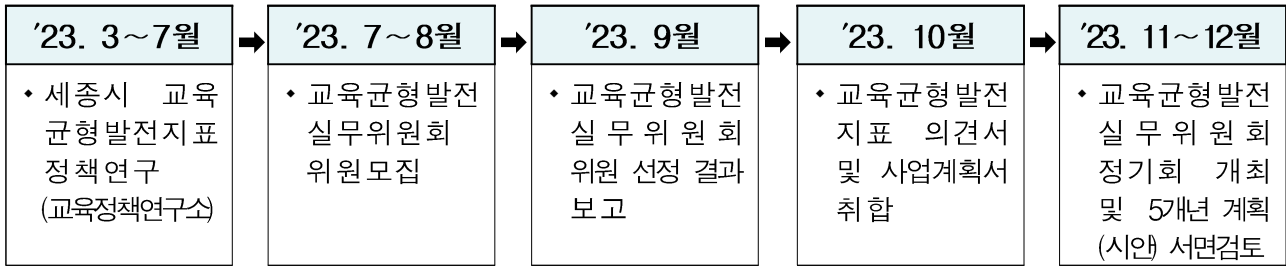 '23. 3～7월
◆ 세종시 교육
균형발전지표
정책연구
(교육정책연구소)
➡
'23. 7～8월
◆ 교육균형발전
실무위원회
위원모집
➡
'23. 9월
◆ 교육균형발전
실무위원회
위원 선정 결과
보고
➡
'23. 10월
◆ 교육균형발전
지표 의견서
및 사업계획서
취합
➡
'23. 11～12월
◆ 교육균형발전
실무위원회
정기회 개최
및 5개년 계획
(시안) 서면검토